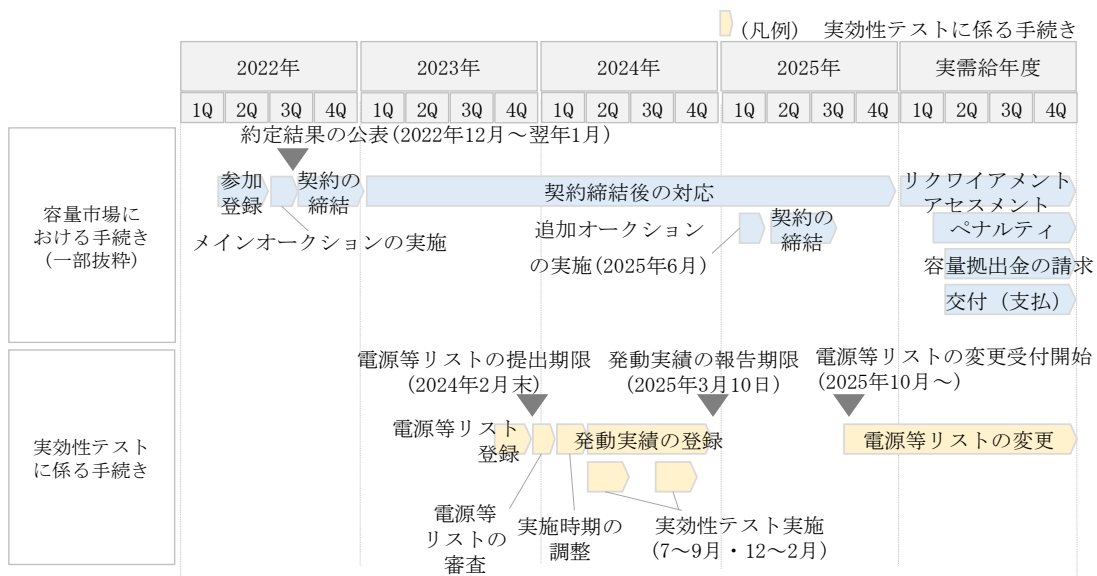 (凡例) 実効性テストに係る手続き
2022年 2023年 2024年 2025年 実需給年度
1Q 2Q 3Q 4Q 1Q 2Q 3Q 4Q 1Q 2Q 3Q 4Q 1Q 2Q 3Q 4Q 1Q 2Q 3Q 4Q
容量市場に
おける手続き
(一部抜粋)
約定結果の公表(2022年12月～翌年1月)
参加
登録
契約の
締結
メインオークションの実施
契約締結後の対応
追加オークション
の実施(2025年6月)
契約の
締結
リクワイアメント
アセスメント
ペナルティ
容量拠出金の請求
交付（支払）
実効性テスト
に係る手続き
電源等リストの提出期限
(2024年2月末)
発動実績の報告期限
(2025年3月10日)
電源等リストの変更受付開始
(2025年10月～)
電源等リスト
登録
発動実績の登録
電源等リストの変更
電源等
リストの
審査
実施時期の
調整
実効性テスト実施
(7～9月・12～2月)